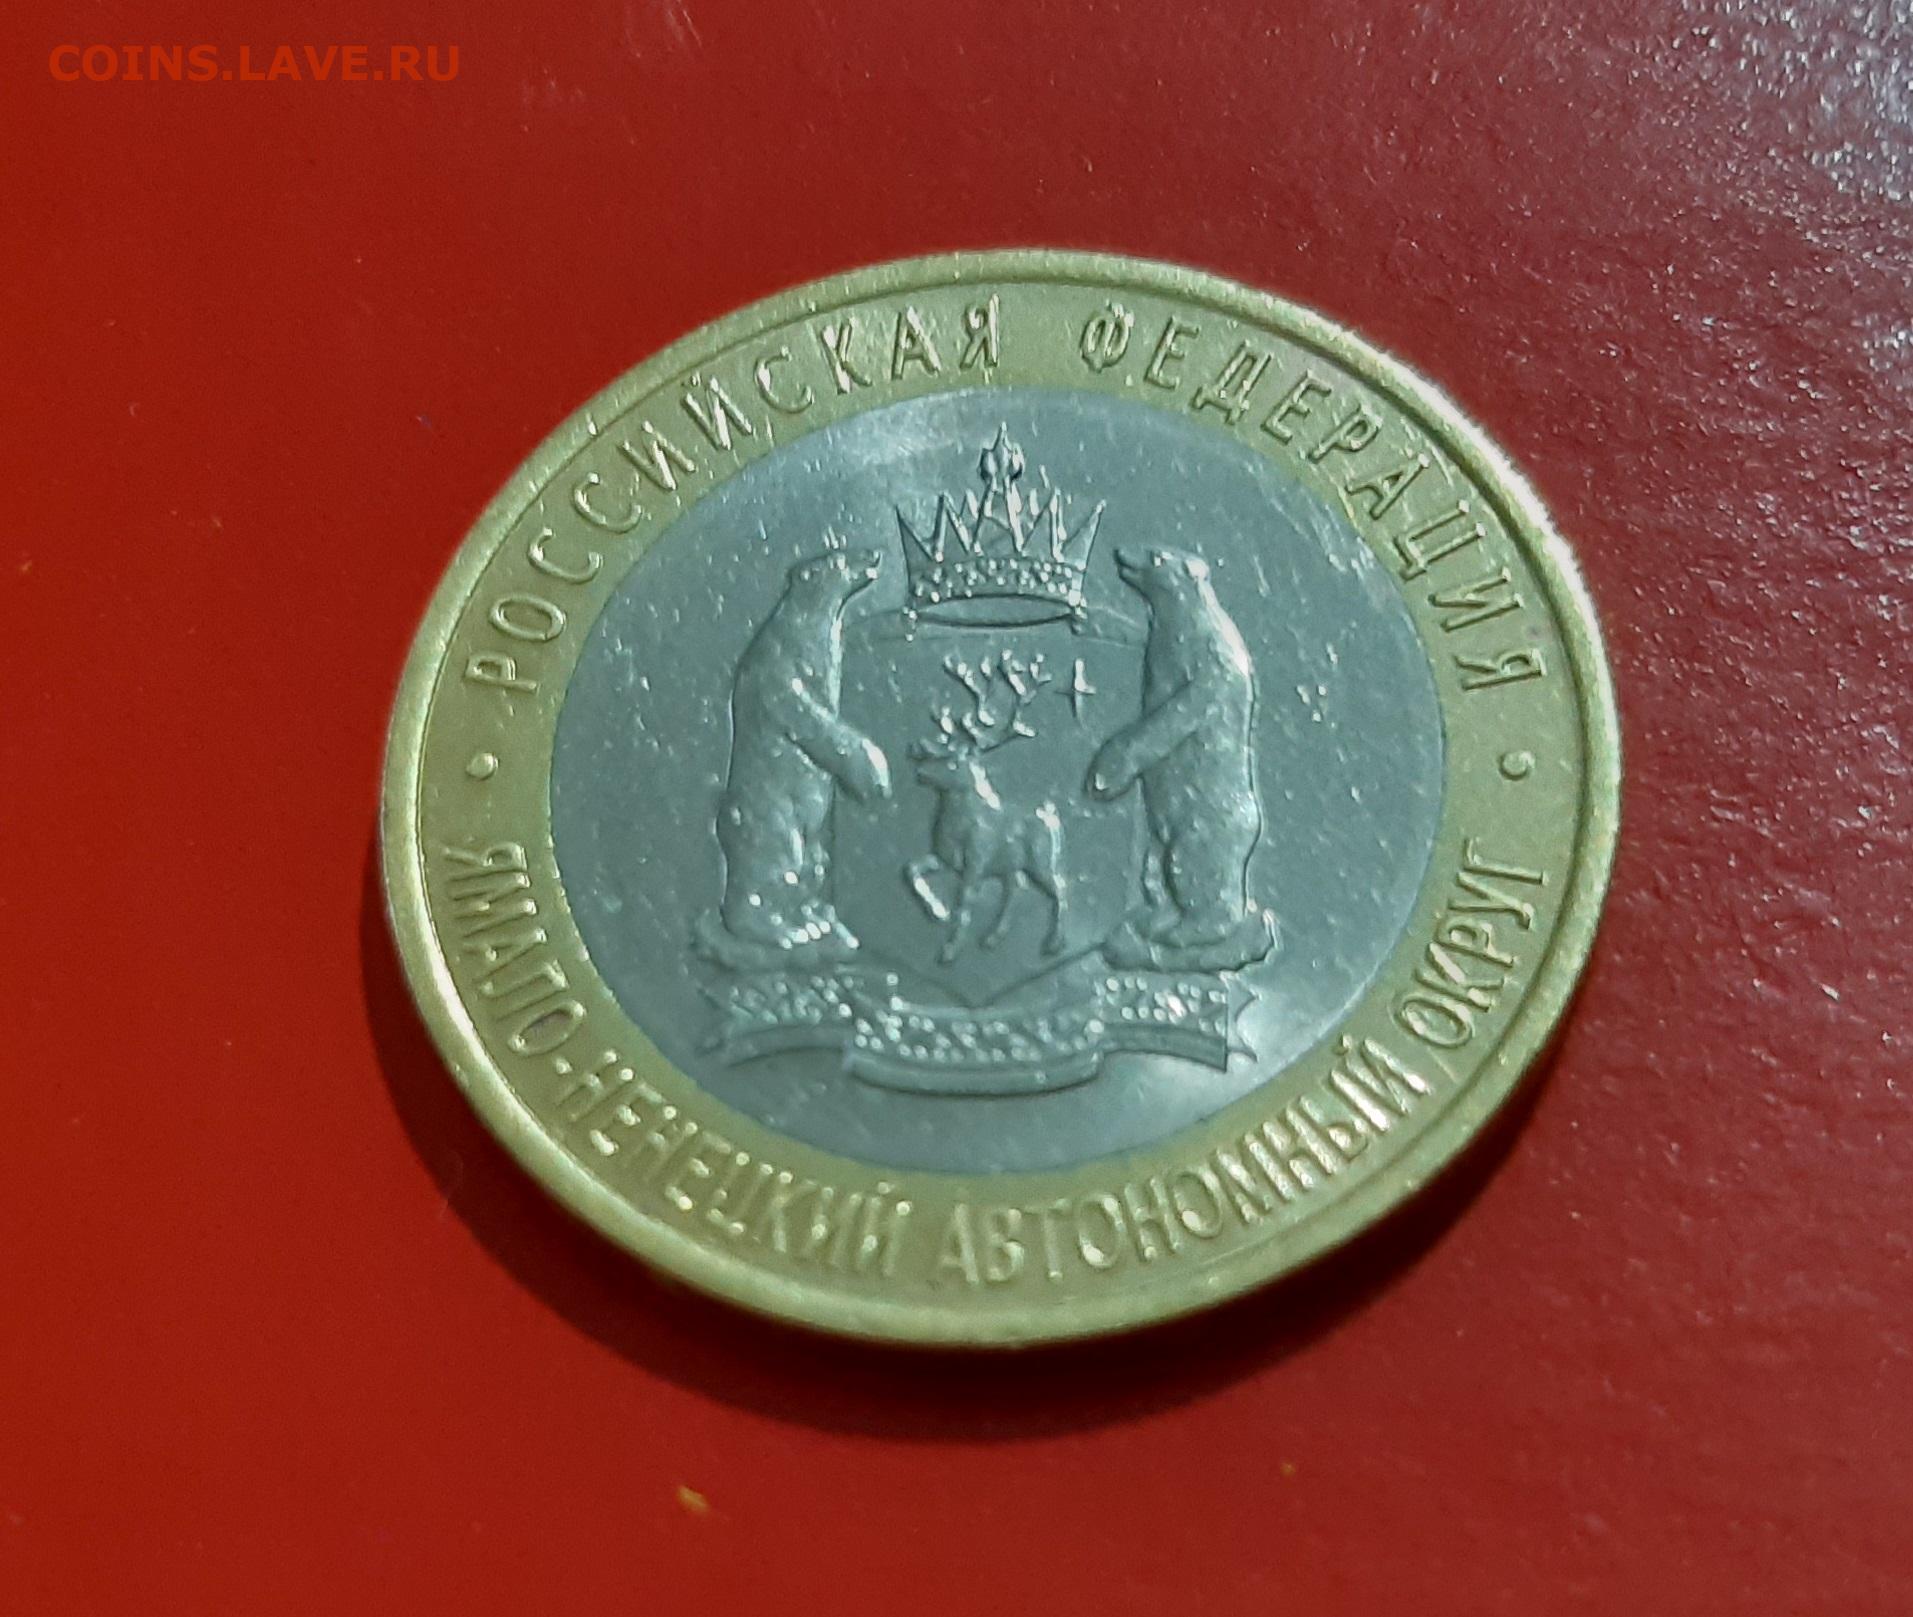 COINS.LAVE.RU
• РОССИЙСКАЯ ФЕДЕРАЦИЯ •
ЯМАЛО-НЕНЕЦКИЙ АВТОНОМНЫЙ ОКРУГ